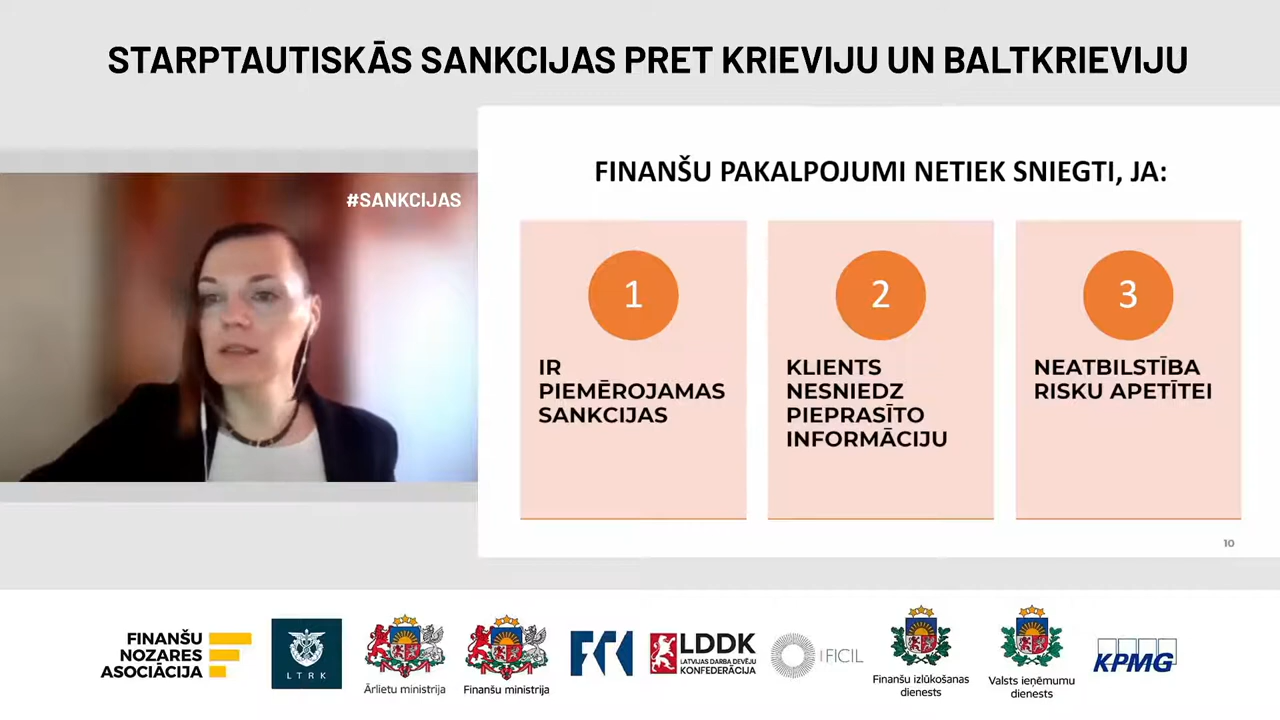 STARPTAUTISKĀS SANKCIJAS PRET KRIEVIJU UN BALTKRIEVIJU
#SANKCIJAS
FINANŠU PAKALPOJUMI NETIEK SNIEGTI, JA:
1
IR
PIEMĒROJAMAS
SANKCIJAS
2
KLIENTS
NESNIEDZ
PIEPRASĪTO
INFORMĀCIJU
3
NEATBILSTĪBA
RISKU APETĪTEI
10
FINANŠU
NOZARES
ASOCIĀCIJA
LTRK
Ārlietu ministrija
Finanšu ministrija
LDDK
LATVIJAS DARBA DEVĒJU
KONFEDERĀCIJA
FICIL
Finanšu izlūkošanas
dienests
Valsts ieņēmumu
dienests
KPMG